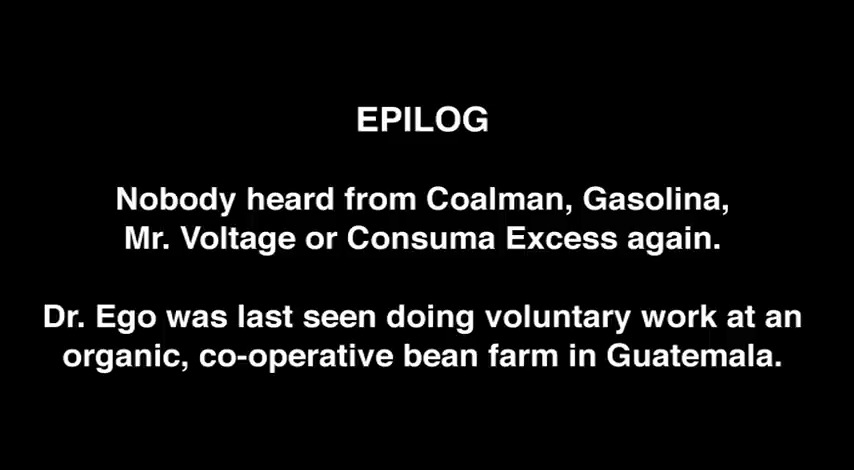 EPILOG
Nobody heard from Coalman, Gasolina,
Mr. Voltage or Consuma Excess again.
Dr. Ego was last seen doing voluntary work at an
organic, co-operative bean farm in Guatemala.